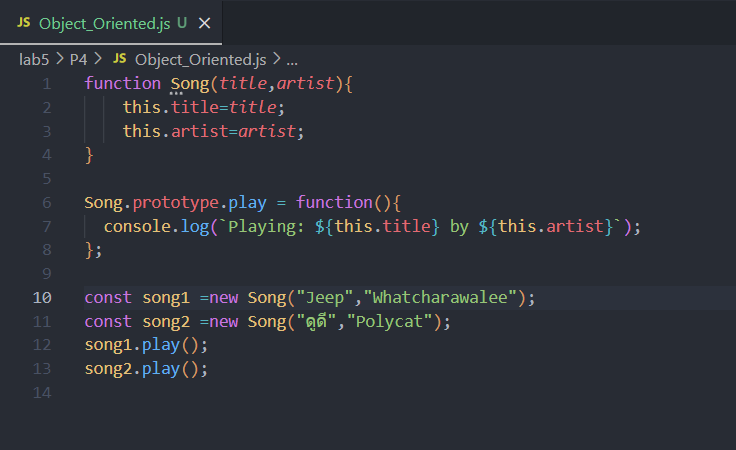 JS Object_Oriented.js U ×
lab5 > P4 > JS Object_Oriented.js > ...
1 function Song(title,artist){
2     this.title=title;
3     this.artist=artist;
4 }
5
6 Song.prototype.play = function(){
7   console.log(`Playing: ${this.title} by ${this.artist}`);
8 };
9
10 const song1 =new Song("Jeep","Whatcharawalee");
11 const song2 =new Song("ดูดี","Polycat");
12 song1.play();
13 song2.play();
14